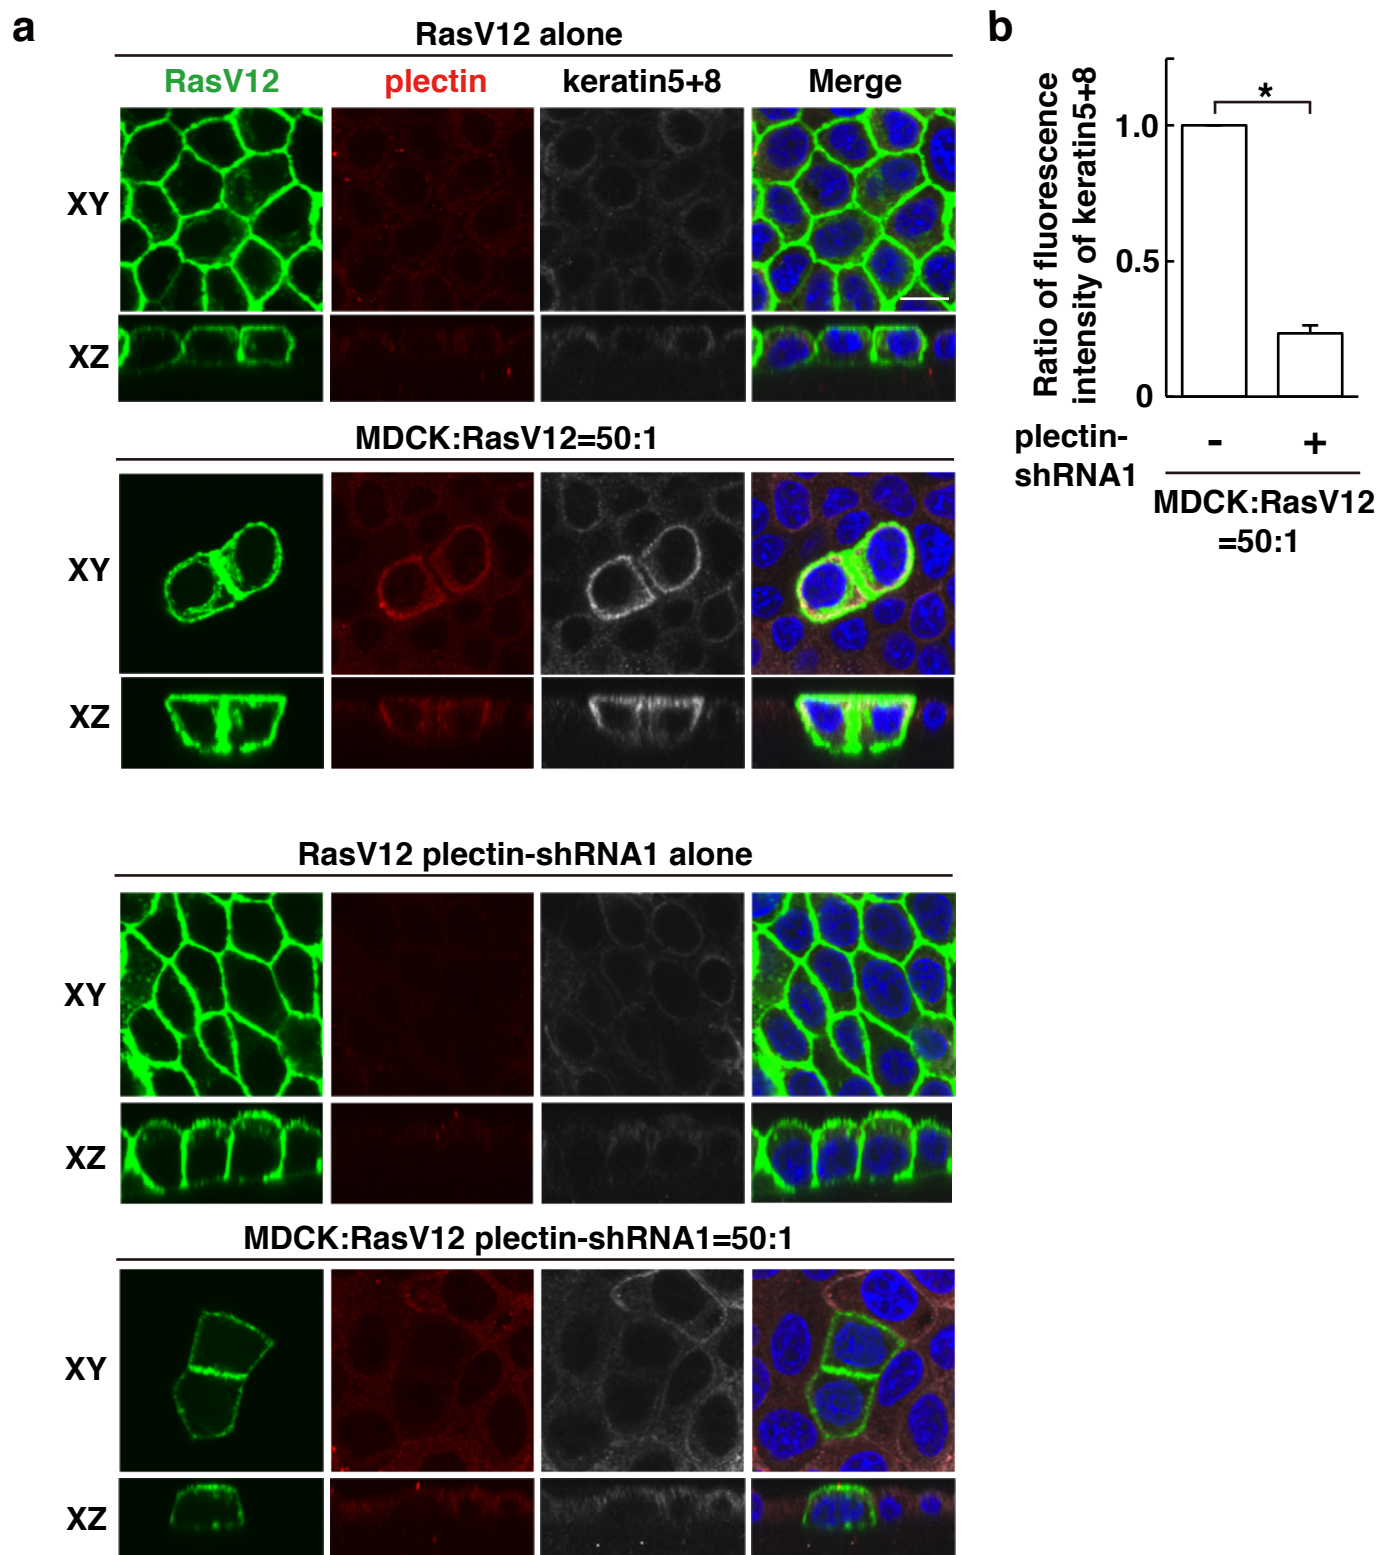 a
RasV12 alone
RasV12 plectin keratin5+8 Merge
XY
XZ
MDCK:RasV12=50:1
XY
XZ
RasV12 plectin-shRNA1 alone
XY
XZ
MDCK:RasV12 plectin-shRNA1=50:1
XY
XZ
b
Ratio of fluorescence
intensity of keratin5+8
*
1.0
0.5
0
plectin-
shRNA1
- +
MDCK:RasV12
=50:1